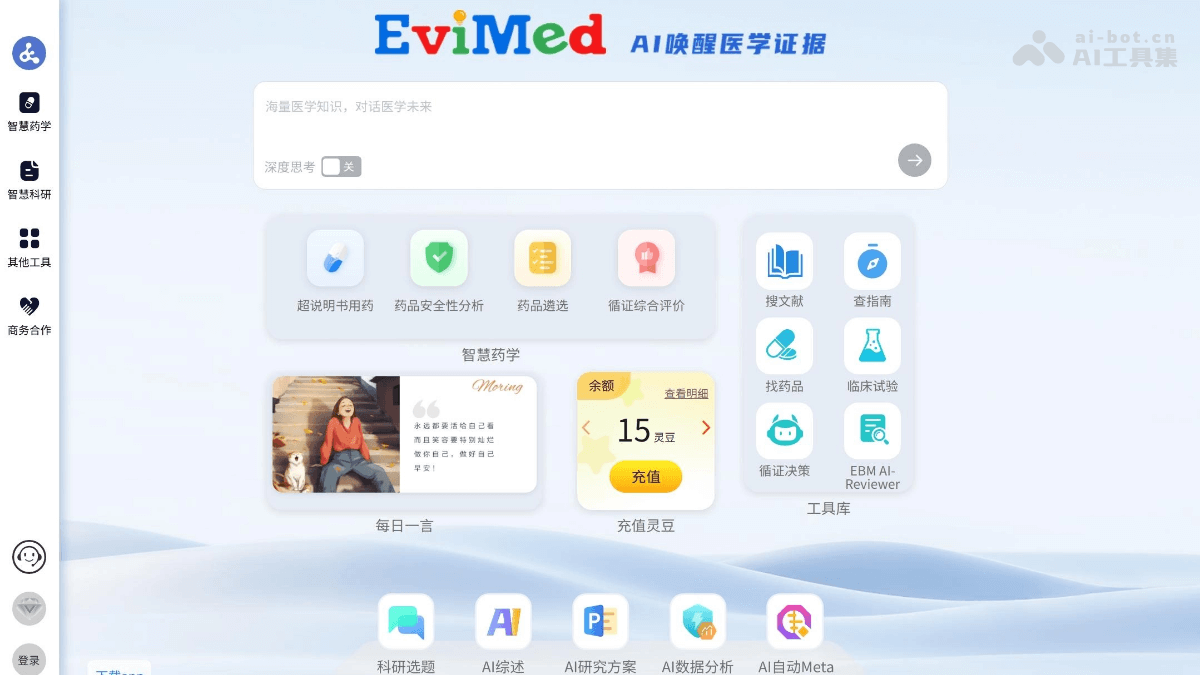 EviMed
AI唤醒医学证据
ai-bot.cn
AI工具集
智慧药学
智慧科研
其他工具
商务合作
登录
海量医学知识，对话医学未来
深度思考
关
超说明书用药
药品安全性分析
药品遴选
循证综合评价
智慧药学
Moring
永远都要活给自己看
而且笑容要特别灿烂
做你自己，做好自己
早安！
每日一言
余额
查看明细
15灵豆
充值
充值灵豆
搜文献
查指南
找药品
临床试验
循证决策
EBM AI-
Reviewer
工具库
科研选题
AI综述
AI研究方案
AI数据分析
AI自动Meta
下载app